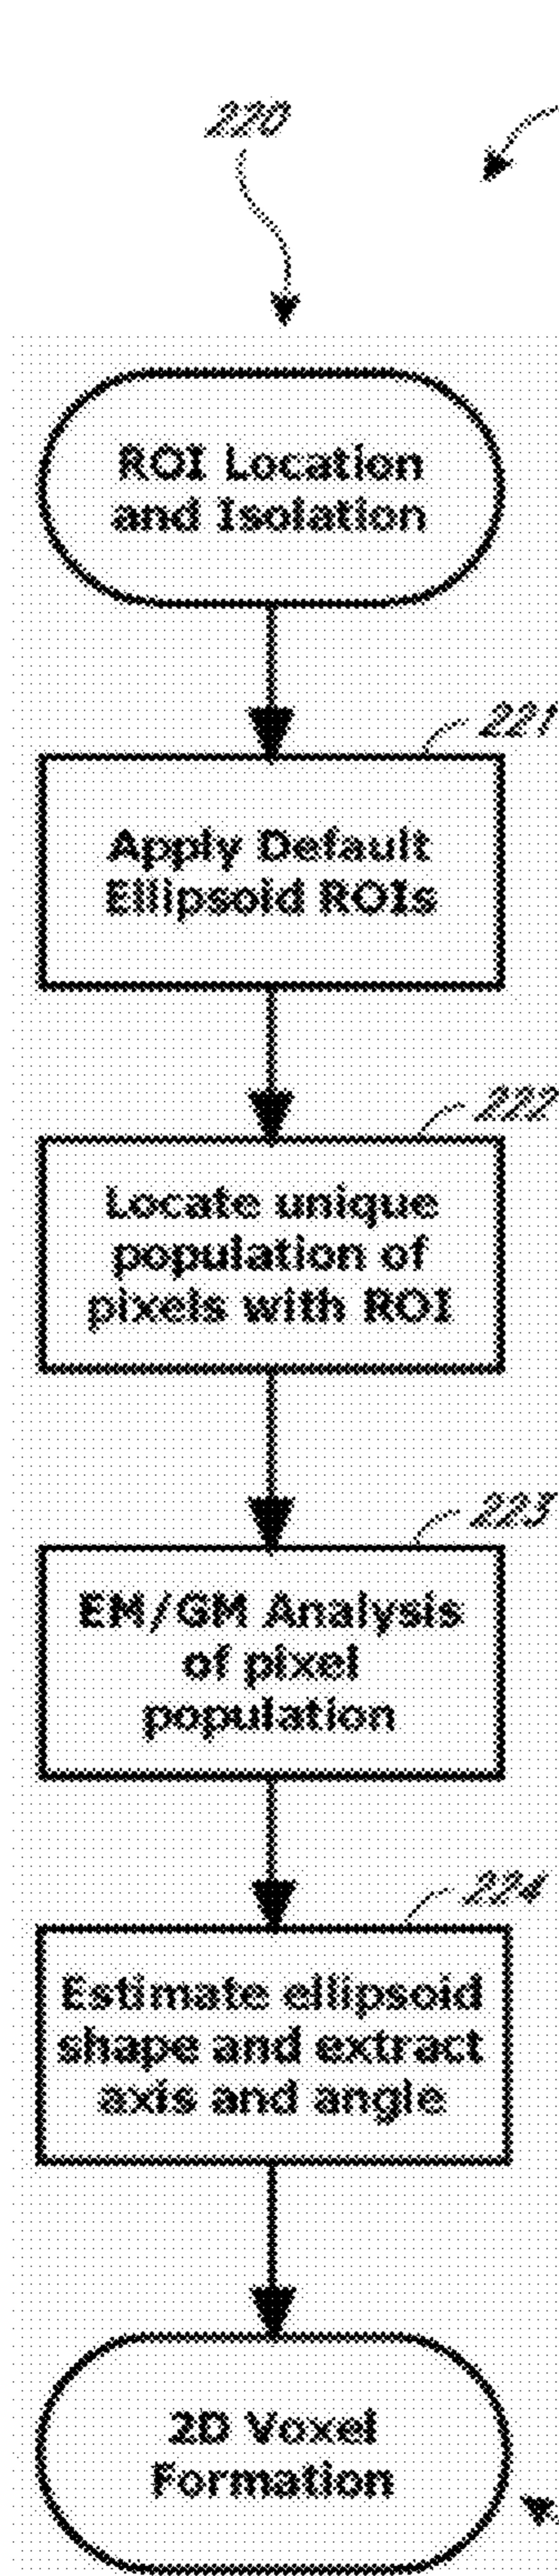 220
ROI Location
and Isolation
221
Apply Default
Ellipsoid ROIs
222
Locate unique
population of
pixels with ROI
223
EM/GM Analysis
of pixel
population
224
Estimate ellipsoid
shape and extract
axis and angle
2D Voxel
Formation